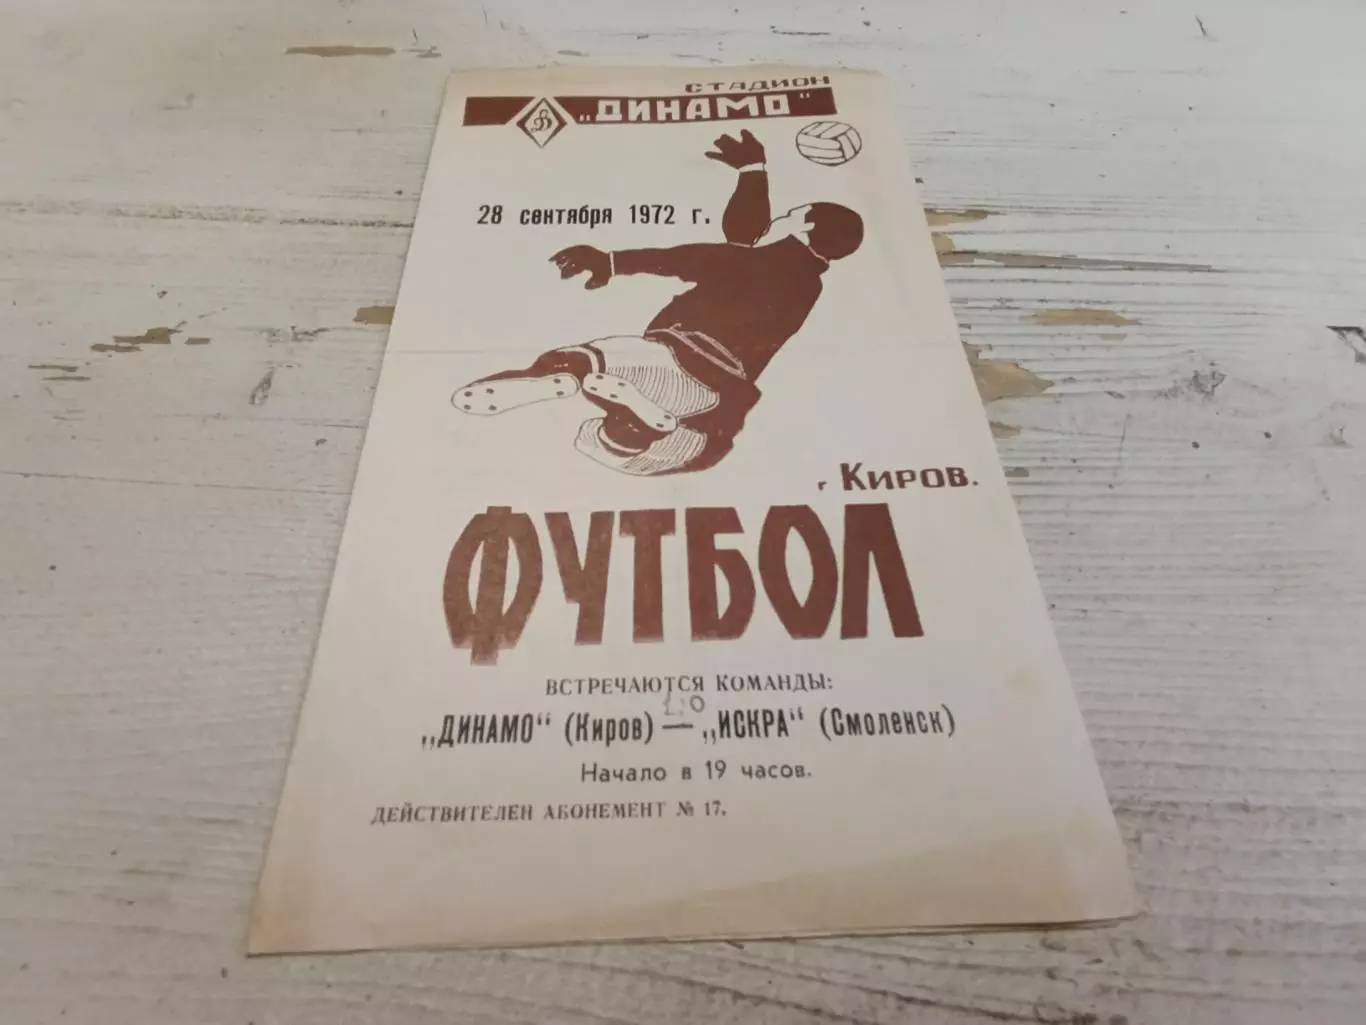 СТАДИОН
„ДИНАМО"
Д
28 сентября 1972 г.
г Киров.
ФУТБОЛ
ВСТРЕЧАЮТСЯ КОМАНДЫ:
„ДИНАМО" (Киров) — „ИСКРА" (Смоленск)
Начало в 19 часов.
ДЕЙСТВИТЕЛЕН АБОНЕМЕНТ № 17.